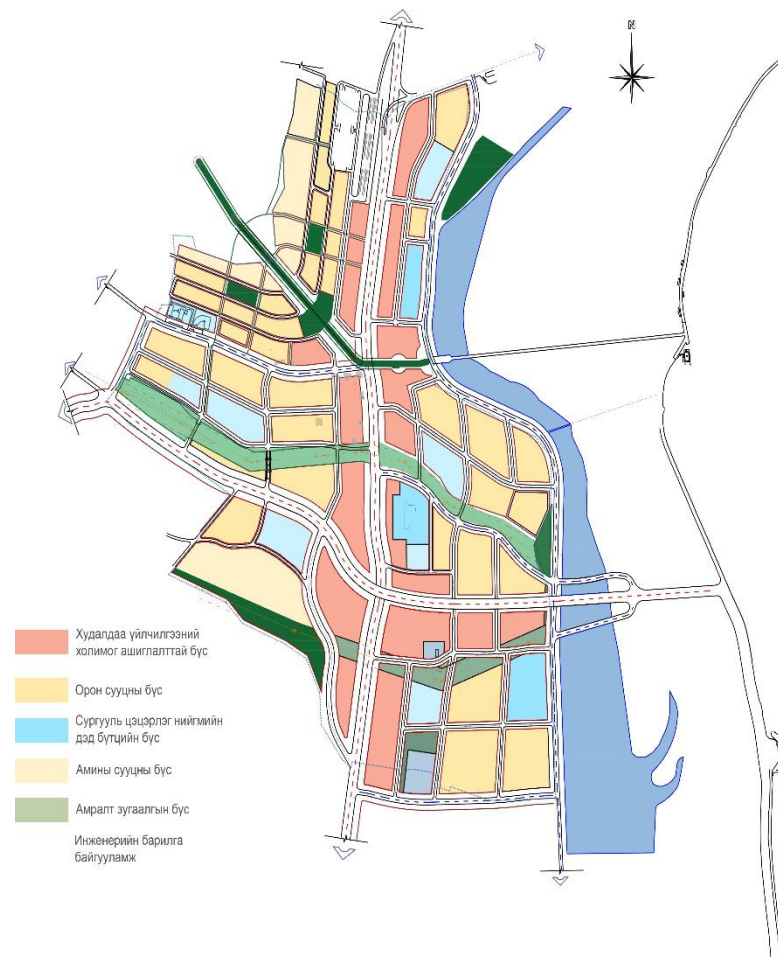 N
Худалдаа үйлчилгээний
холимог ашиглалттай бүс
Орон сууцны бүс
Сургууль цэцэрлэг нийгмийн
дэд бүтцийн бүс
Амины сууцны бүс
Амралт зугаалгын бүс
Инженерийн барилга
байгууламж